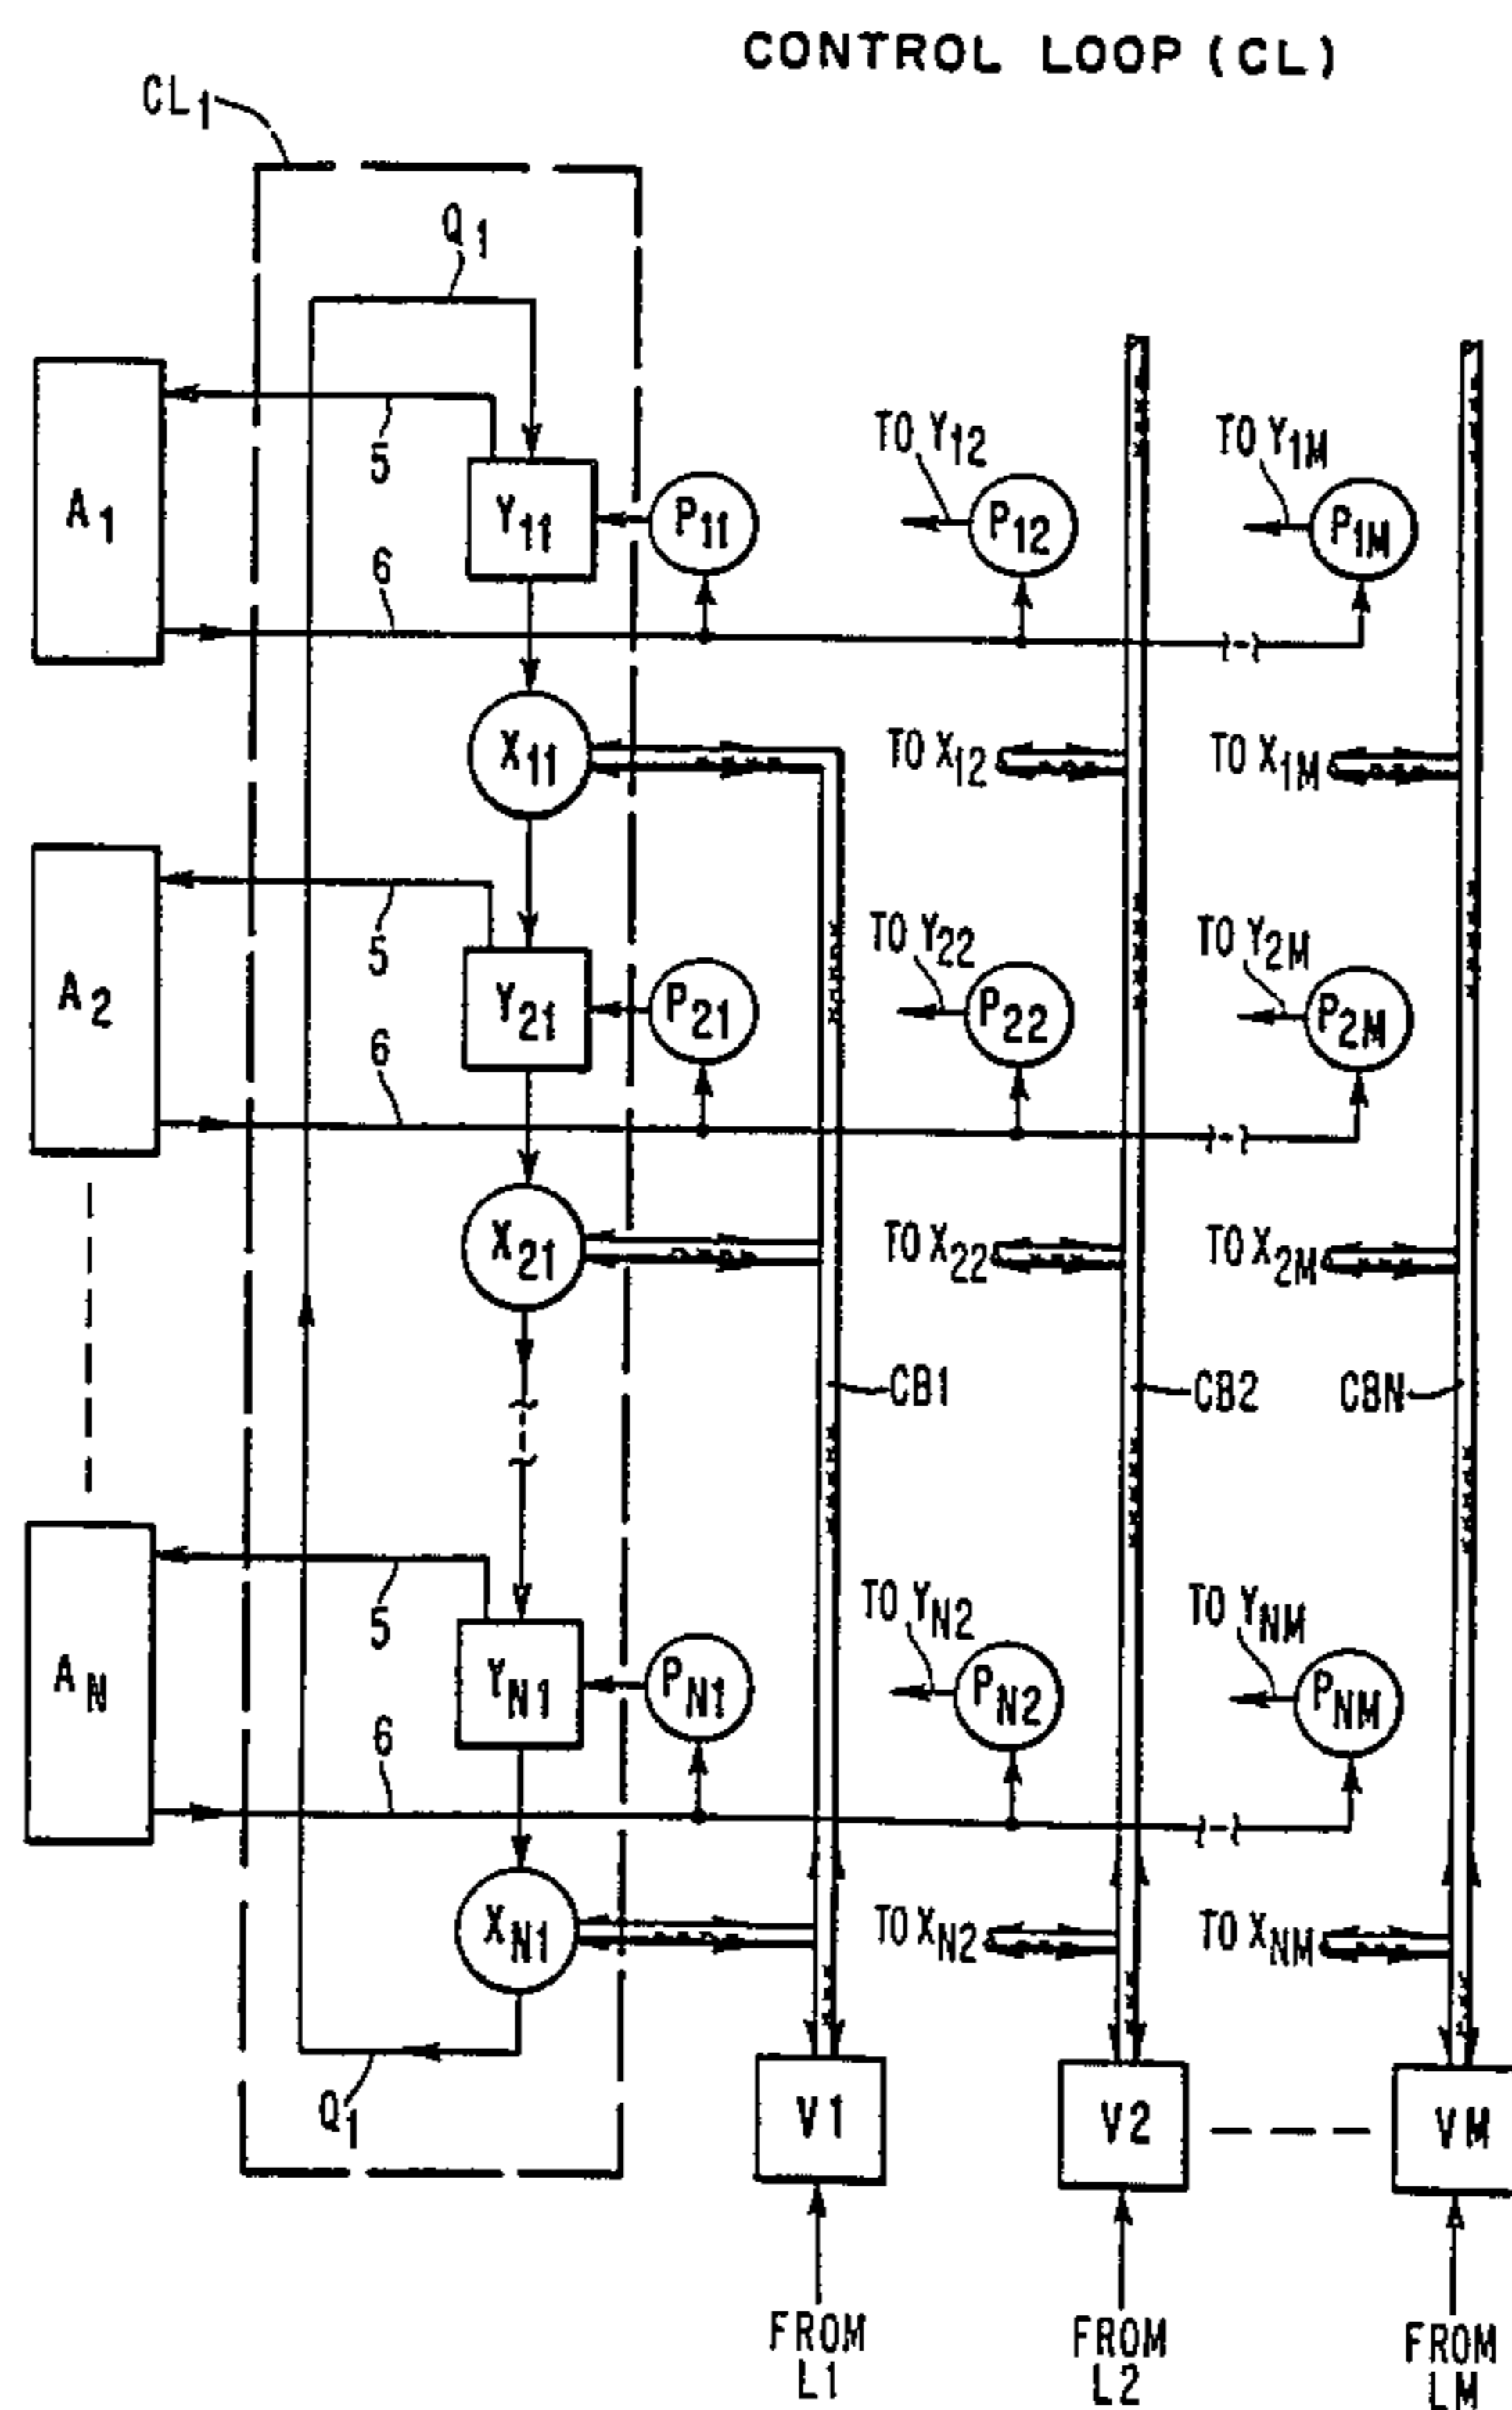 CONTROL LOOP (CL)
CL1
Q1
A1
5
Y11
P11
TO Y12
P12
TO Y1M
P1M
6
X11
TO X12
TO X1M
A2
5
Y21
P21
TO Y22
P22
TO Y2M
P2M
6
X21
TO X22
TO X2M
CB1
CB2
CBN
AN
5
YN1
PN1
TO YN2
PN2
TO YNM
PNM
6
XN1
TO XN2
TO XNM
Q1
V1
V2
VM
FROM
L1
FROM
L2
FROM
LM